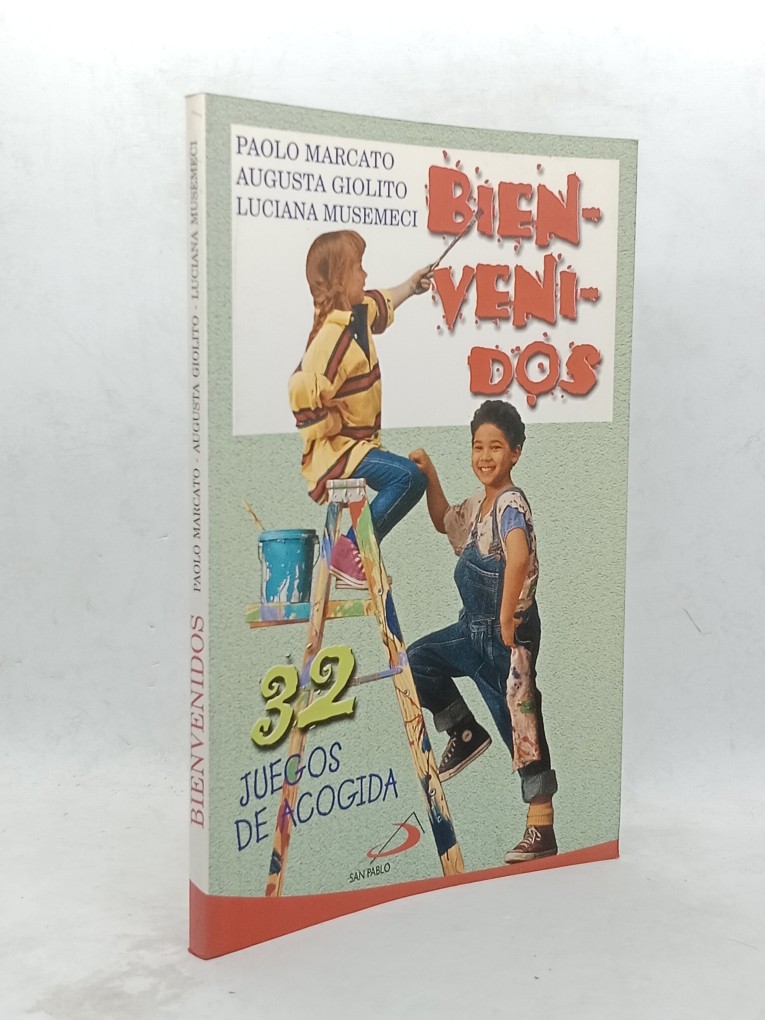 PAOLO MARCATO
AUGUSTA GIOLITO
LUCIANA MUSEMECI
BIEN-
VENI-
DOS
32
JUEGOS
DE ACOGIDA
SAN PABLO
BIENVENIDOS PAOLO MARCATO - AUGUSTA GIOLITO - LUCIANA MUSEMECI